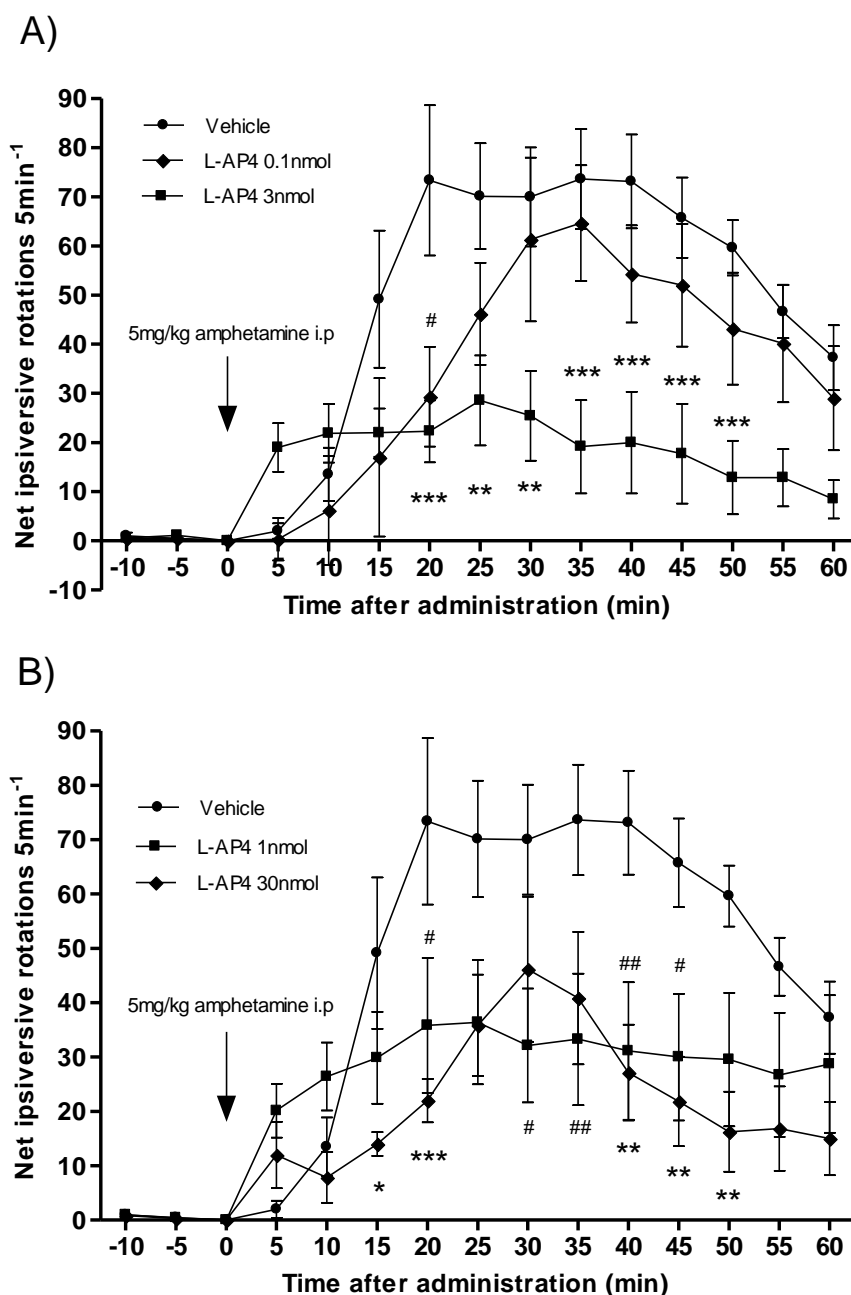 A)
90
80
70
60
50
40
30
20
10
0
-10
Net ipsiversive rotations 5min⁻¹
Vehicle
L-AP4 0.1nmol
L-AP4 3nmol
5mg/kg amphetamine i.p
#
*** *** *** ***
*** ** **
-10 -5 0 5 10 15 20 25 30 35 40 45 50 55 60
Time after administration (min)
B)
90
80
70
60
50
40
30
20
10
0
Net ipsiversive rotations 5min⁻¹
Vehicle
L-AP4 1nmol
L-AP4 30nmol
5mg/kg amphetamine i.p
# ## #
# ##
* *** ** ** **
-10 -5 0 5 10 15 20 25 30 35 40 45 50 55 60
Time after administration (min)